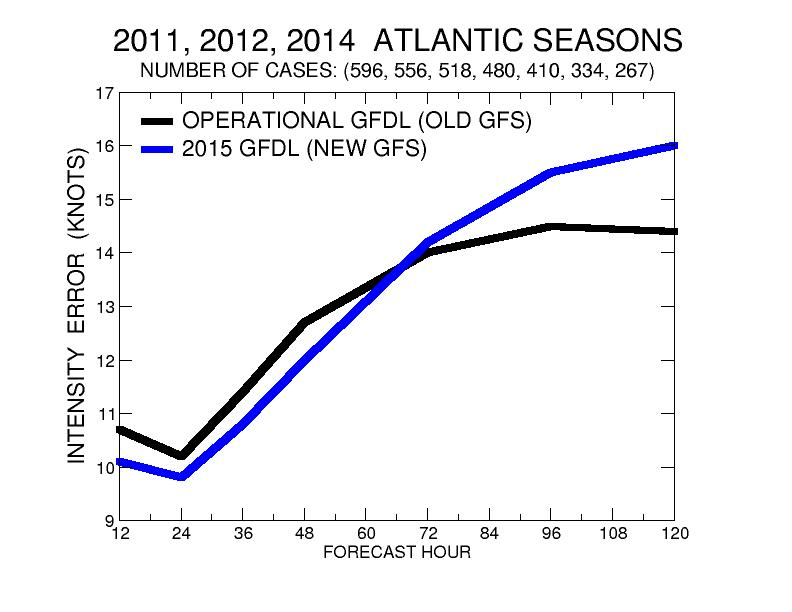 2011, 2012, 2014 ATLANTIC SEASONS
NUMBER OF CASES: (596, 556, 518, 480, 410, 334, 267)
OPERATIONAL GFDL (OLD GFS)
2015 GFDL (NEW GFS)
INTENSITY ERROR (KNOTS)
17
16
15
14
13
12
11
10
9
12 24 36 48 60 72 84 96 108 120
FORECAST HOUR